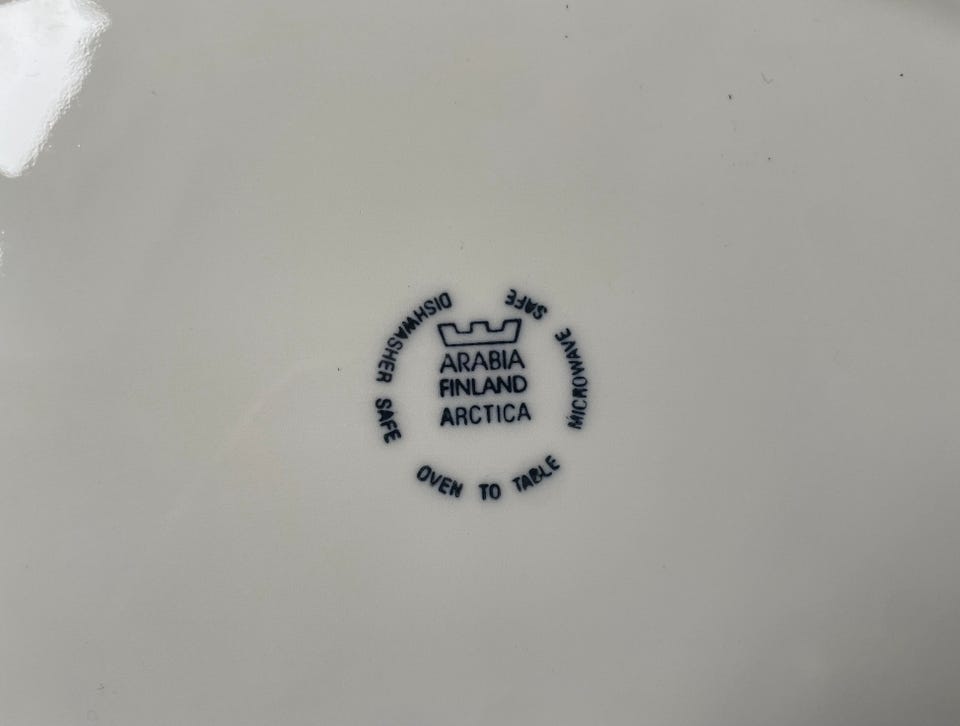 ARABIA
FINLAND
ARCTICA
DISHWASHER SAFE
OVEN TO TABLE
MICROWAVE SAFE